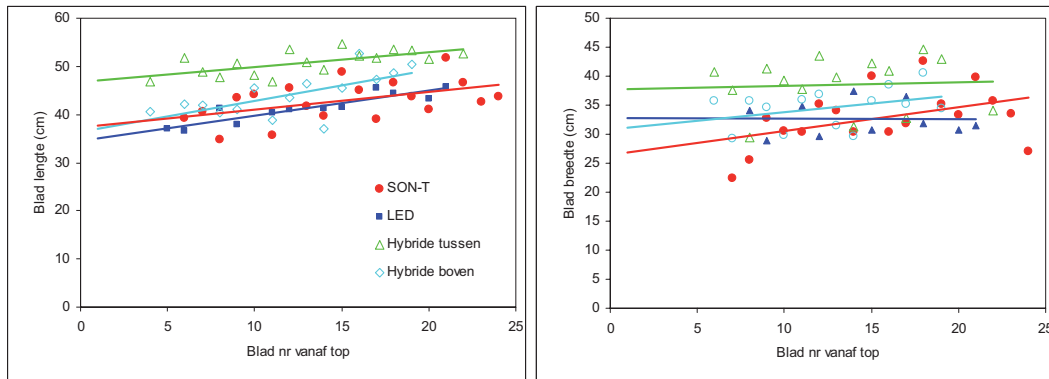 60
50
40
30
20
10
0
Blad lengte (cm)
SON-T
LED
Hybride tussen
Hybride boven
0 5 10 15 20 25
Blad nr vanaf top
50
45
40
35
30
25
20
15
10
5
0
Blad breedte (cm)
0 5 10 15 20 25
Blad nr vanaf top